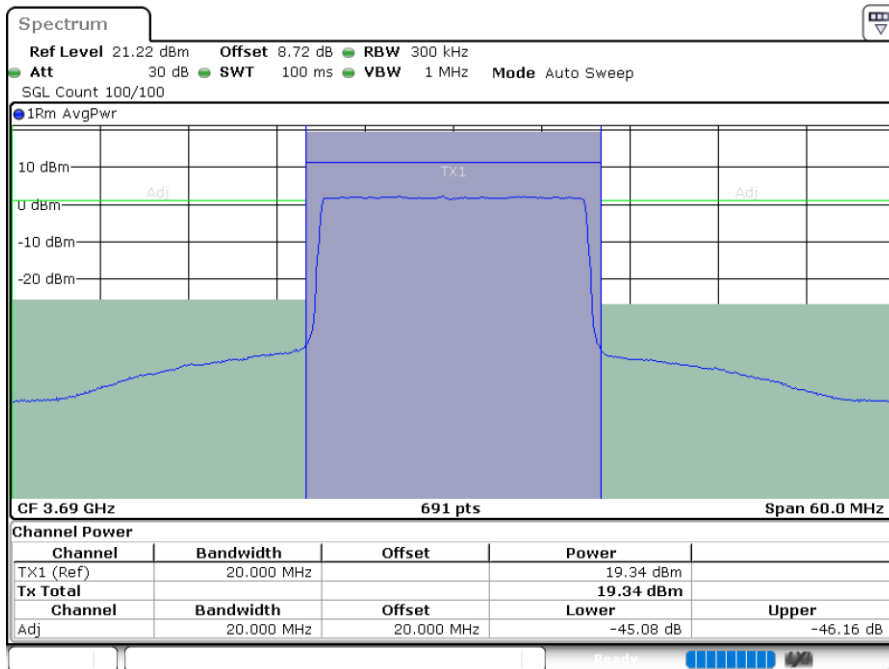 Spectrum
Ref Level 21.22 dBm Offset 8.72 dB RBW 300 kHz
Att 30 dB SWT 100 ms VBW 1 MHz Mode Auto Sweep
SGL Count 100/100
1Rm AvgPwr
10 dBm
TX1
Adj Adj
0 dBm
-10 dBm
-20 dBm
CF 3.69 GHz 691 pts Span 60.0 MHz
Channel Power
Channel Bandwidth Offset Power
TX1 (Ref) 20.000 MHz 19.34 dBm
Tx Total 19.34 dBm
Channel Bandwidth Offset Lower Upper
Adj 20.000 MHz 20.000 MHz -45.08 dB -46.16 dB
Ready